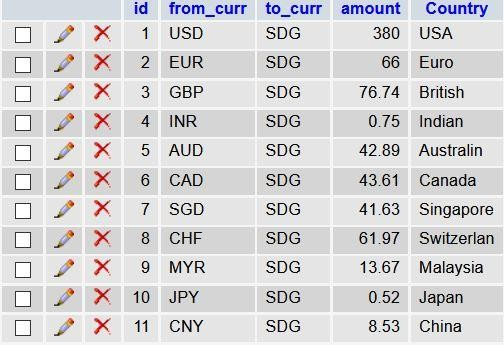 id from_curr to_curr amount Country
1 USD SDG 380 USA
2 EUR SDG 66 Euro
3 GBP SDG 76.74 British
4 INR SDG 0.75 Indian
5 AUD SDG 42.89 Australin
6 CAD SDG 43.61 Canada
7 SGD SDG 41.63 Singapore
8 CHF SDG 61.97 Switzerlan
9 MYR SDG 13.67 Malaysia
10 JPY SDG 0.52 Japan
11 CNY SDG 8.53 China